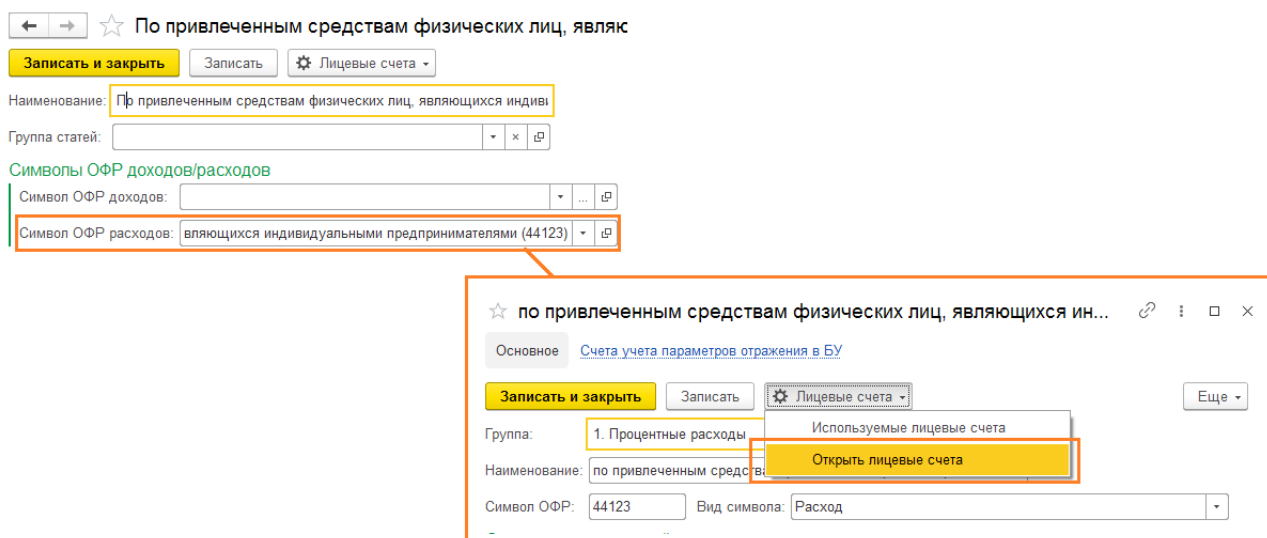 По привлеченным средствам физических лиц, являю
Записать и закрыть Записать Лицевые счета
Наименование: По привлеченным средствам физических лиц, являющихся индиви
Группа статей:
Символы ОФР доходов/расходов
Символ ОФР доходов: ...
Символ ОФР расходов: вляющихся индивидуальными предпринимателями (44123)
по привлеченным средствам физических лиц, являющихся ин...
Основное Счета учета параметров отражения в БУ
Записать и закрыть Записать Лицевые счета Еще
Используемые лицевые счета
Группа: 1. Процентные расходы
Открыть лицевые счета
Наименование: по привлеченным средства
Символ ОФР: 44123 Вид символа: Расход